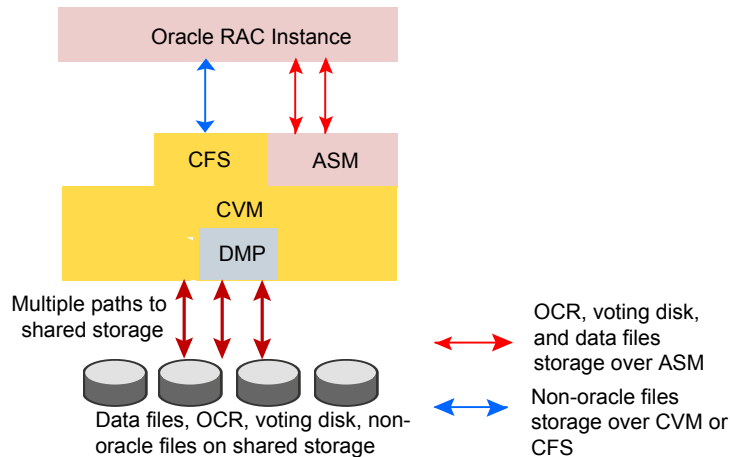 Oracle RAC Instance
CFS
ASM
CVM
DMP
Multiple paths to
shared storage
Data files, OCR, voting disk, non-
oracle files on shared storage
OCR, voting disk,
and data files
storage over ASM
Non-oracle files
storage over CVM or
CFS